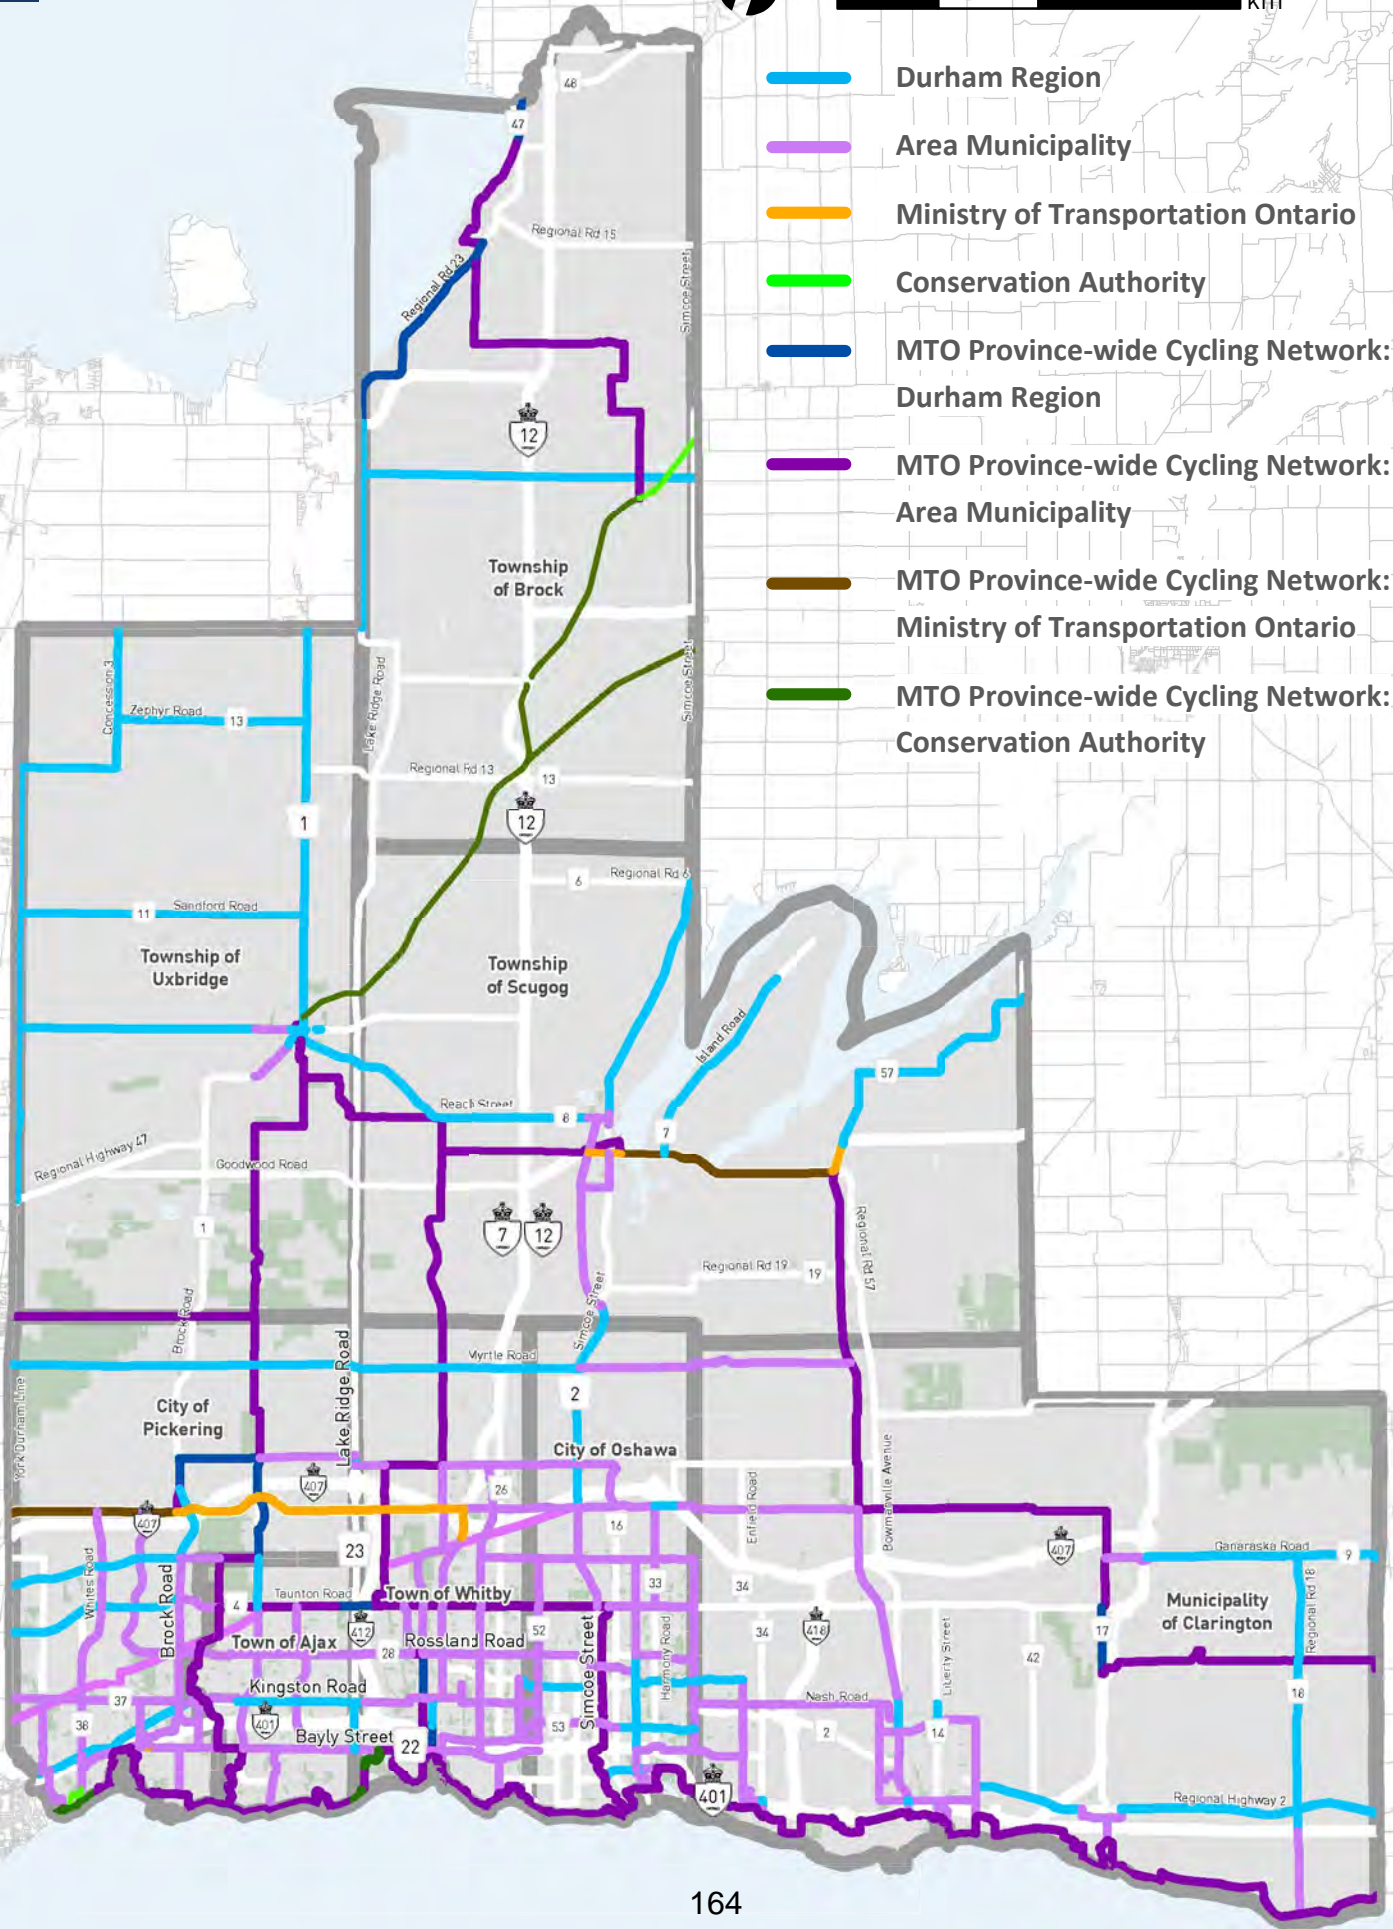 km
Durham Region
Area Municipality
Ministry of Transportation Ontario
Conservation Authority
MTO Province-wide Cycling Network:
Durham Region
MTO Province-wide Cycling Network:
Area Municipality
MTO Province-wide Cycling Network:
Ministry of Transportation Ontario
MTO Province-wide Cycling Network:
Conservation Authority
48
47
Regional Rd 15
Regional Rd 23
Simcoe Street
12
Township
of Brock
Concession 3
Zephyr Road
13
Lake Ridge Road
Simcoe Street
Regional Rd 13
13
1
12
6
Regional Rd 6
11
Sandford Road
Township of
Uxbridge
Township
of Scugog
Island Road
57
Reach Street
8
7
Regional Highway 47
Goodwood Road
1
7
12
Regional Rd 19
19
Regional Rd 57
Simcoe Street
Brock Road
Lake Ridge Road
Myrtle Road
2
York Durham Line
City of
Pickering
City of Oshawa
407
26
Bowmanville Avenue
Enfield Road
407
16
407
Ganaraska Road
9
23
Whites Road
Brock Road
Taunton Road
4
Town of Whitby
33
34
Regional Rd 18
Municipality
of Clarington
412
Town of Ajax
28
Rossland Road
52
Simcoe Street
Harmony Road
34
418
Liberty Street
42
17
Kingston Road
37
38
401
Bayly Street
22
53
Nash Road
2
14
18
401
Regional Highway 2
164